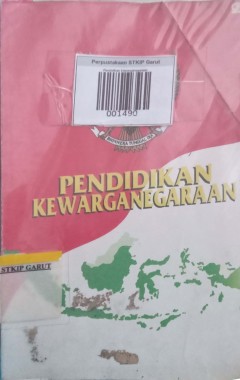 Perpustakaan STKIP Garut
001490
PENDIDIKAN
KEWARGANEGARAAN
STKIP GARUT